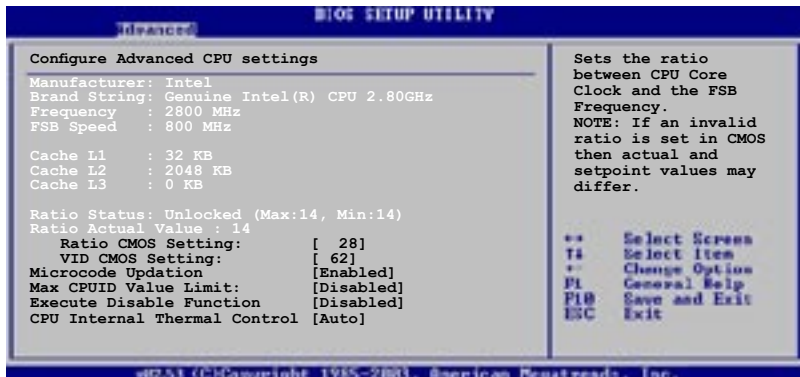 BIOS SETUP UTILITY
Advanced
Configure Advanced CPU settings
Manufacturer: Intel
Brand String: Genuine Intel(R) CPU 2.80GHz
Frequency : 2800 MHz
FSB Speed : 800 MHz
Cache L1 : 32 KB
Cache L2 : 2048 KB
Cache L3 : 0 KB
Ratio Status: Unlocked (Max:14, Min:14)
Ratio Actual Value : 14
Ratio CMOS Setting: [ 28]
VID CMOS Setting: [ 62]
Microcode Updation [Enabled]
Max CPUID Value Limit: [Disabled]
Execute Disable Function [Disabled]
CPU Internal Thermal Control [Auto]
Sets the ratio
between CPU Core
Clock and the FSB
Frequency.
NOTE: If an invalid
ratio is set in CMOS
then actual and
setpoint values may
differ.
↔ Select Screen
↑↓ Select Item
+- Change Option
F1 General Help
F10 Save and Exit
ESC Exit
v02.53 (C)Copyright 1985-2003, American Megatrends, Inc.